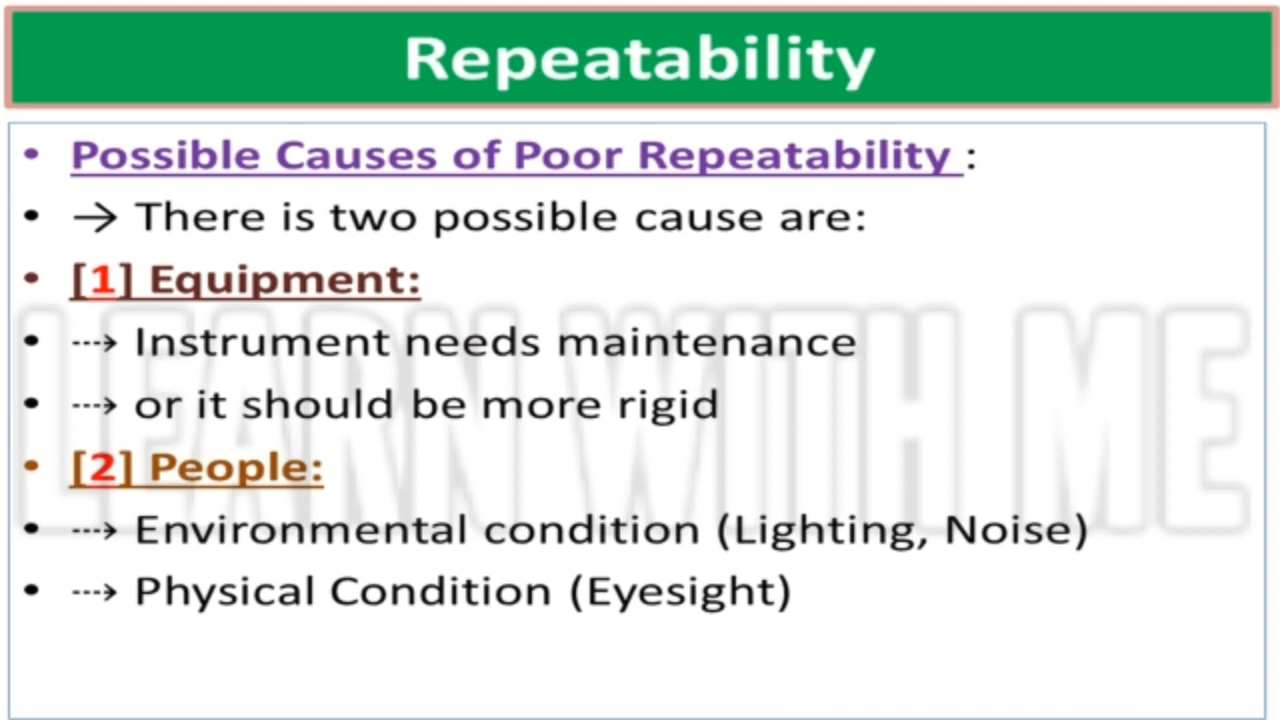 Repeatability
• Possible Causes of Poor Repeatability :
• → There is two possible cause are:
• [1] Equipment:
• ⤏ Instrument needs maintenance
• ⤏ or it should be more rigid
• [2] People:
• ⤏ Environmental condition (Lighting, Noise)
• ⤏ Physical Condition (Eyesight)
LEARN WITH ME